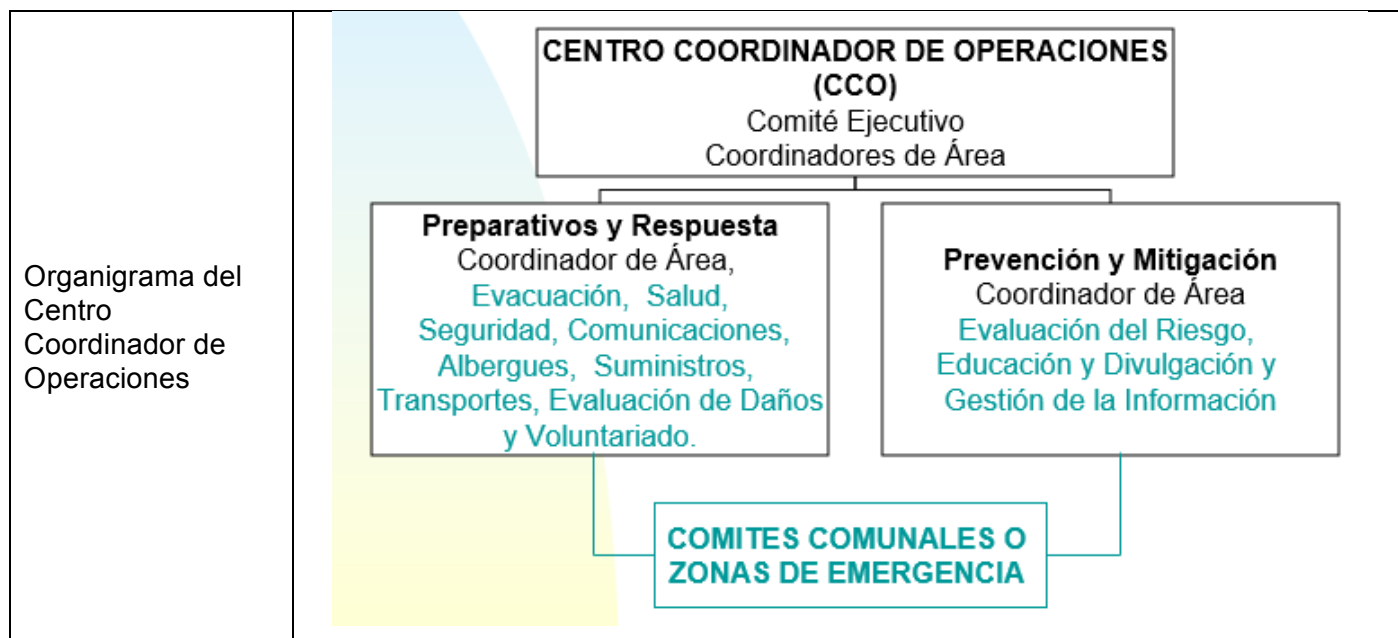 Organigrama del
Centro
Coordinador de
Operaciones
CENTRO COORDINADOR DE OPERACIONES
(CCO)
Comité Ejecutivo
Coordinadores de Área
Preparativos y Respuesta
Coordinador de Área,
Evacuación, Salud,
Seguridad, Comunicaciones,
Albergues, Suministros,
Transportes, Evaluación de Daños
y Voluntariado.
Prevención y Mitigación
Coordinador de Área
Evaluación del Riesgo,
Educación y Divulgación y
Gestión de la Información
COMITES COMUNALES O
ZONAS DE EMERGENCIA